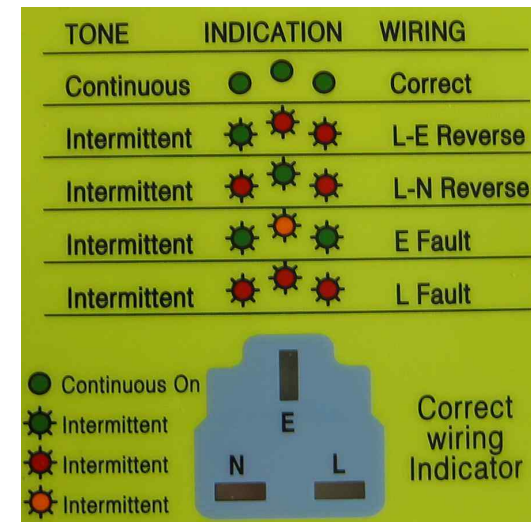 TONE INDICATION WIRING
Continuous Correct
Intermittent L-E Reverse
Intermittent L-N Reverse
Intermittent E Fault
Intermittent L Fault
Continuous On
Intermittent
Intermittent
Intermittent
E
N L
Correct
wiring
Indicator